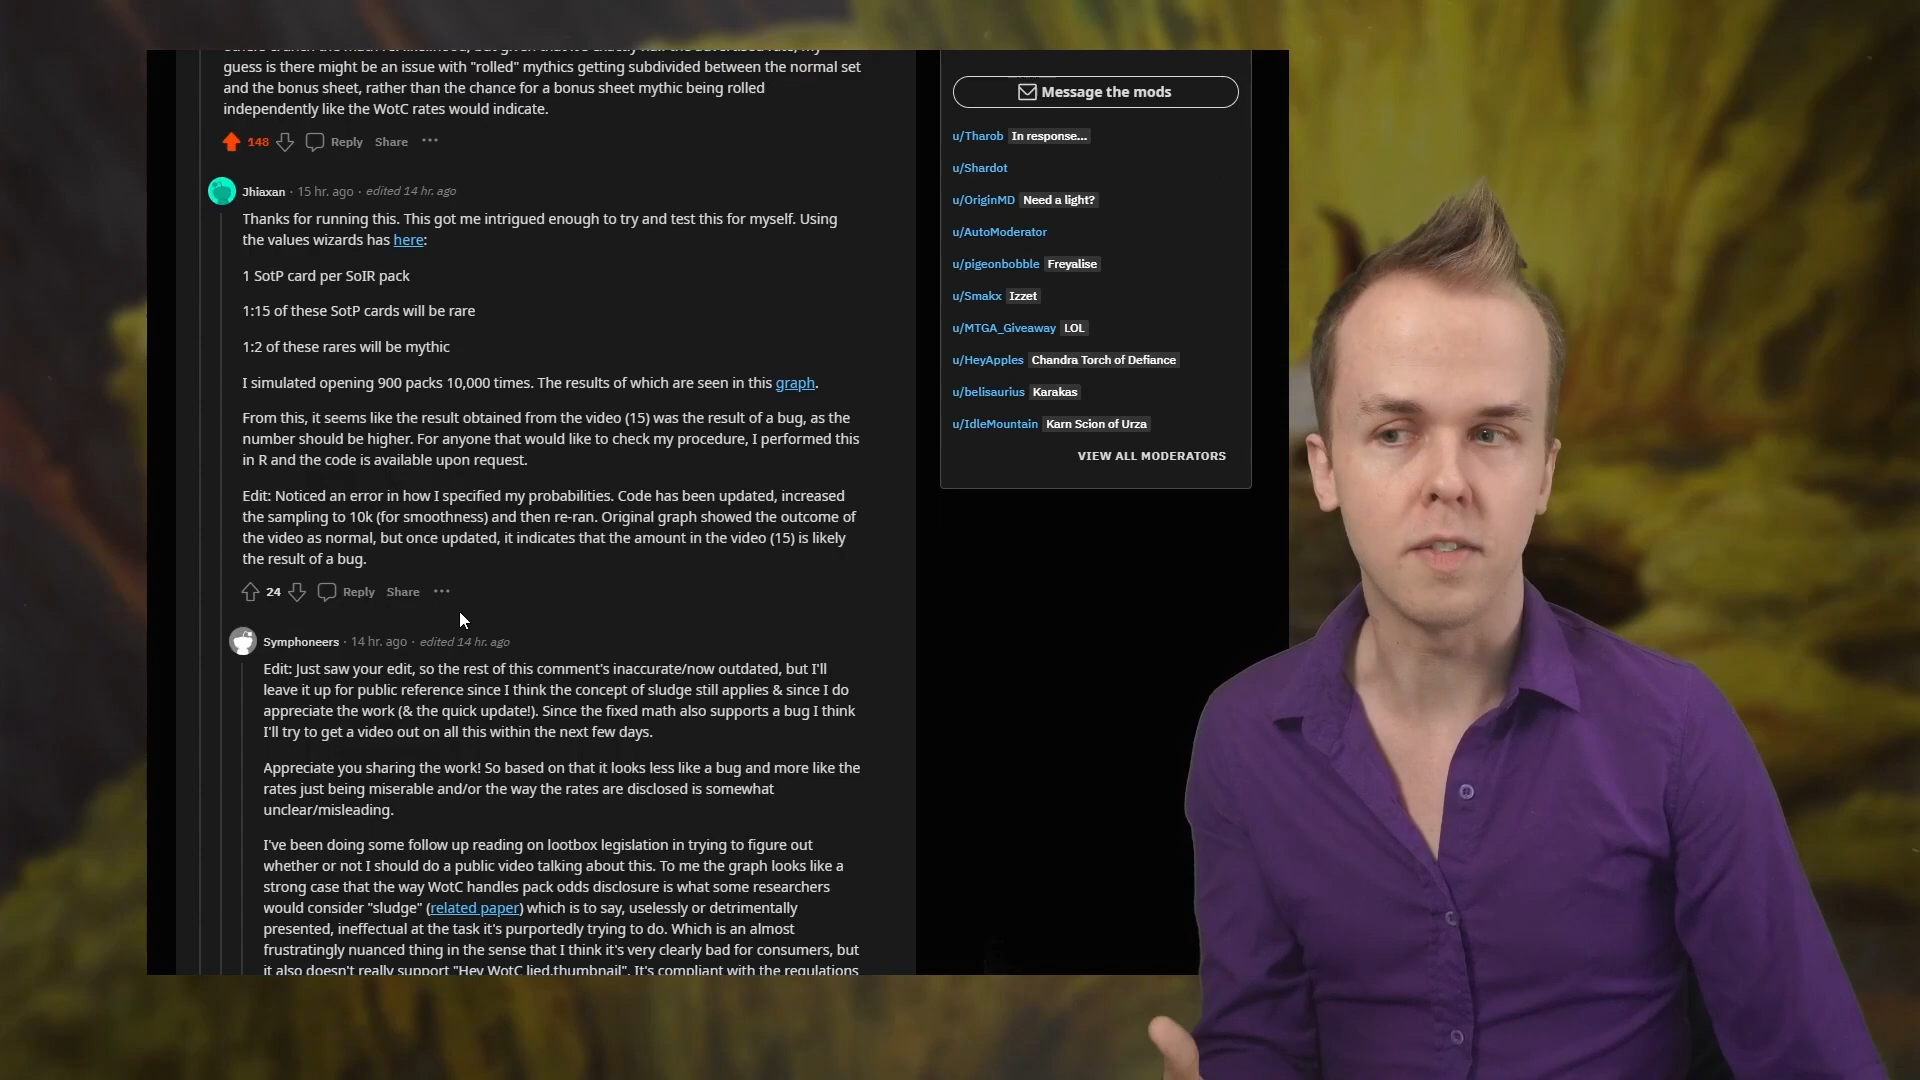 guess is there might be an issue with "rolled" mythics getting subdivided between the normal set
and the bonus sheet, rather than the chance for a bonus sheet mythic being rolled
independently like the WotC rates would indicate.
148 Reply Share ...
Jhiaxan · 15 hr. ago · edited 14 hr. ago
Thanks for running this. This got me intrigued enough to try and test this for myself. Using
the values wizards has here:
1 SotP card per SoIR pack
1:15 of these SotP cards will be rare
1:2 of these rares will be mythic
I simulated opening 900 packs 10,000 times. The results of which are seen in this graph.
From this, it seems like the result obtained from the video (15) was the result of a bug, as the
number should be higher. For anyone that would like to check my procedure, I performed this
in R and the code is available upon request.
Edit: Noticed an error in how I specified my probabilities. Code has been updated, increased
the sampling to 10k (for smoothness) and then re-ran. Original graph showed the outcome of
the video as normal, but once updated, it indicates that the amount in the video (15) is likely
the result of a bug.
24 Reply Share ...
Symphoneers · 14 hr. ago · edited 14 hr. ago
Edit: Just saw your edit, so the rest of this comment's inaccurate/now outdated, but I'll
leave it up for public reference since I think the concept of sludge still applies & since I do
appreciate the work (& the quick update!). Since the fixed math also supports a bug I think
I'll try to get a video out on all this within the next few days.
Appreciate you sharing the work! So based on that it looks less like a bug and more like the
rates just being miserable and/or the way the rates are disclosed is somewhat
unclear/misleading.
I've been doing some follow up reading on lootbox legislation in trying to figure out
whether or not I should do a public video talking about this. To me the graph looks like a
strong case that the way WotC handles pack odds disclosure is what some researchers
would consider "sludge" (related paper) which is to say, uselessly or detrimentally
presented, ineffectual at the task it's purportedly trying to do. Which is an almost
frustratingly nuanced thing in the sense that I think it's very clearly bad for consumers, but
it also doesn't really support "Hey WotC lied.thumbnail". It's compliant with the regulations
Message the mods
u/Tharob In response...
u/Shardot
u/OriginMD Need a light?
u/AutoModerator
u/pigeonbobble Freyalise
u/Smakx Izzet
u/MTGA_Giveaway LOL
u/HeyApples Chandra Torch of Defiance
u/belisaurius Karakas
u/IdleMountain Karn Scion of Urza
VIEW ALL MODERATORS